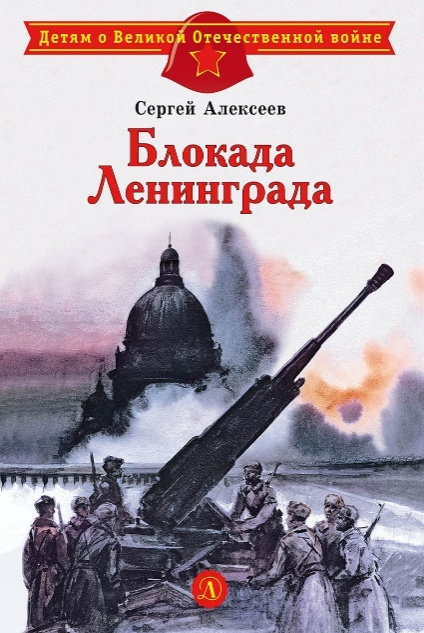 Детям о Великой Отечественной войне
Сергей Алексеев
Блокада
Ленинграда
Д